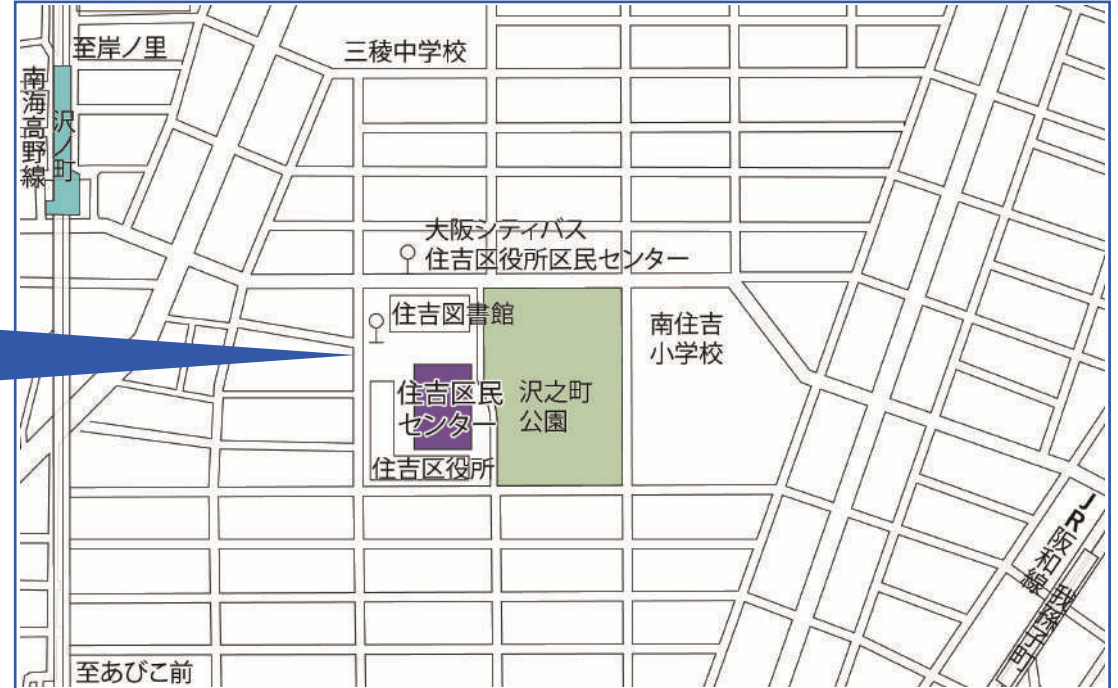 至岸ノ里
三稜中学校
南海高野線
沢ノ町
大阪シティバス
住吉区役所区民センター
住吉図書館
南住吉
小学校
住吉区民
センター
沢之町
公園
住吉区役所
JR阪和線
我孫子町
至あびこ前